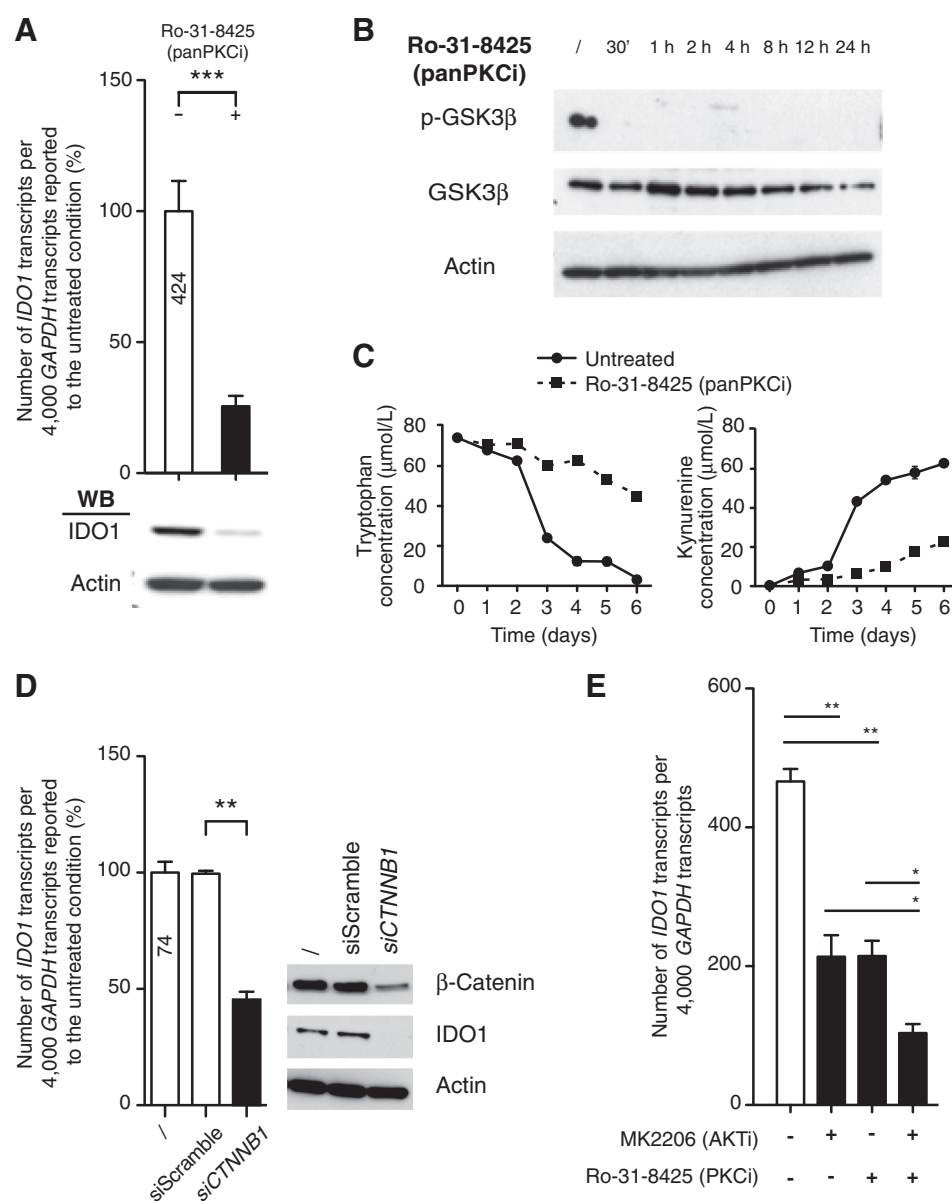 A
Ro-31-8425
(panPKCi)
***
– +
Number of IDO1 transcripts per
4,000 GAPDH transcripts reported
to the untreated condition (%)
150
100
50
0
424
WB
IDO1
Actin
B
Ro-31-8425
(panPKCi)
/ 30' 1 h 2 h 4 h 8 h 12 h 24 h
p-GSK3β
GSK3β
Actin
C
Untreated
Ro-31-8425 (panPKCi)
Tryptophan
concentration (μmol/L)
80
60
40
20
0
0 1 2 3 4 5 6
Time (days)
Kynurenine
concentration (μmol/L)
80
60
40
20
0
0 1 2 3 4 5 6
Time (days)
D
Number of IDO1 transcripts per
4,000 GAPDH transcripts reported
to the untreated condition (%)
150
100
50
0
**
74
/
siScramble
siCTNNB1
/
siScramble
siCTNNB1
β-Catenin
IDO1
Actin
E
Number of IDO1 transcripts per
4,000 GAPDH transcripts
600
400
200
0
**
**
*
*
MK2206 (AKTi) - + - +
Ro-31-8425 (PKCi) - - + +